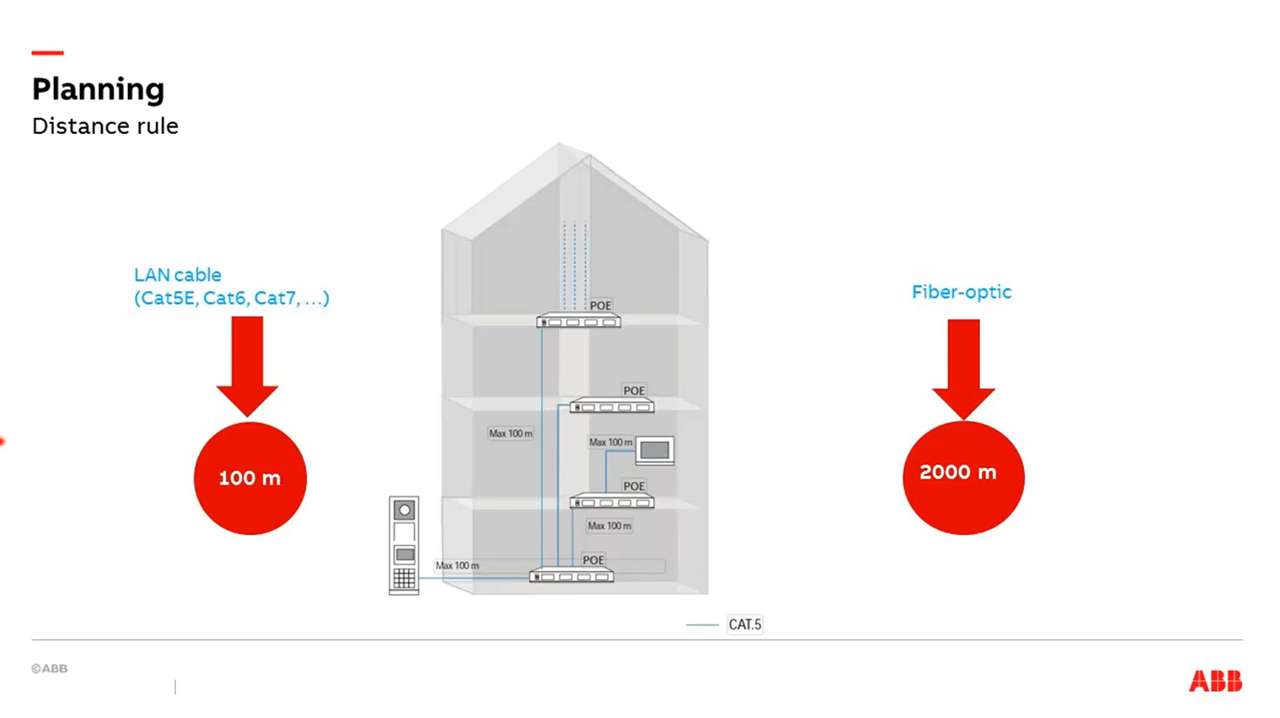 Planning
Distance rule
LAN cable
(Cat5E, Cat6, Cat7, …)
100 m
POE
POE
Max 100 m
Max 100 m
POE
Max 100 m
POE
Max 100 m
CAT.5
Fiber-optic
2000 m
©ABB
ABB